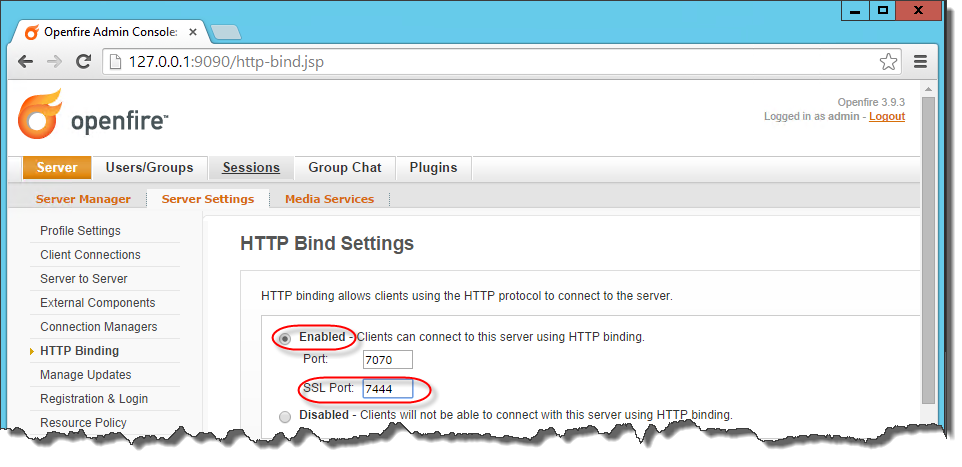 Openfire Admin Console:
127.0.0.1:9090/http-bind.jsp
openfire™
Openfire 3.9.3
Logged in as admin - Logout
Server Users/Groups Sessions Group Chat Plugins
Server Manager Server Settings Media Services
Profile Settings
Client Connections
Server to Server
External Components
Connection Managers
HTTP Binding
Manage Updates
Registration & Login
Resource Policy
HTTP Bind Settings
HTTP binding allows clients using the HTTP protocol to connect to the server.
Enabled - Clients can connect to this server using HTTP binding.
Port: 7070
SSL Port: 7444
Disabled - Clients will not be able to connect with this server using HTTP binding.